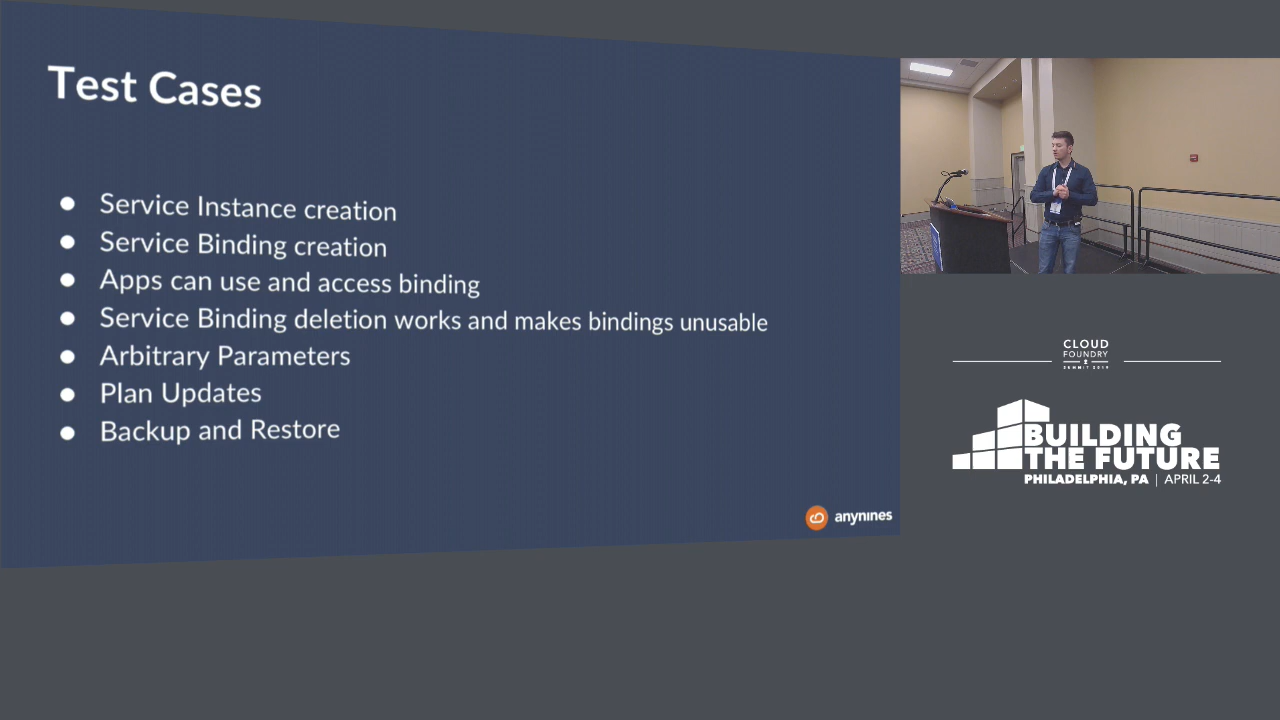 Test Cases
Service Instance creation
Service Binding creation
Apps can use and access binding
Service Binding deletion works and makes bindings unusable
Arbitrary Parameters
Plan Updates
Backup and Restore
anynines
CLOUD
FOUNDRY
SUMMIT 2019
BUILDING
THE FUTURE
PHILADELPHIA, PA | APRIL 2-4